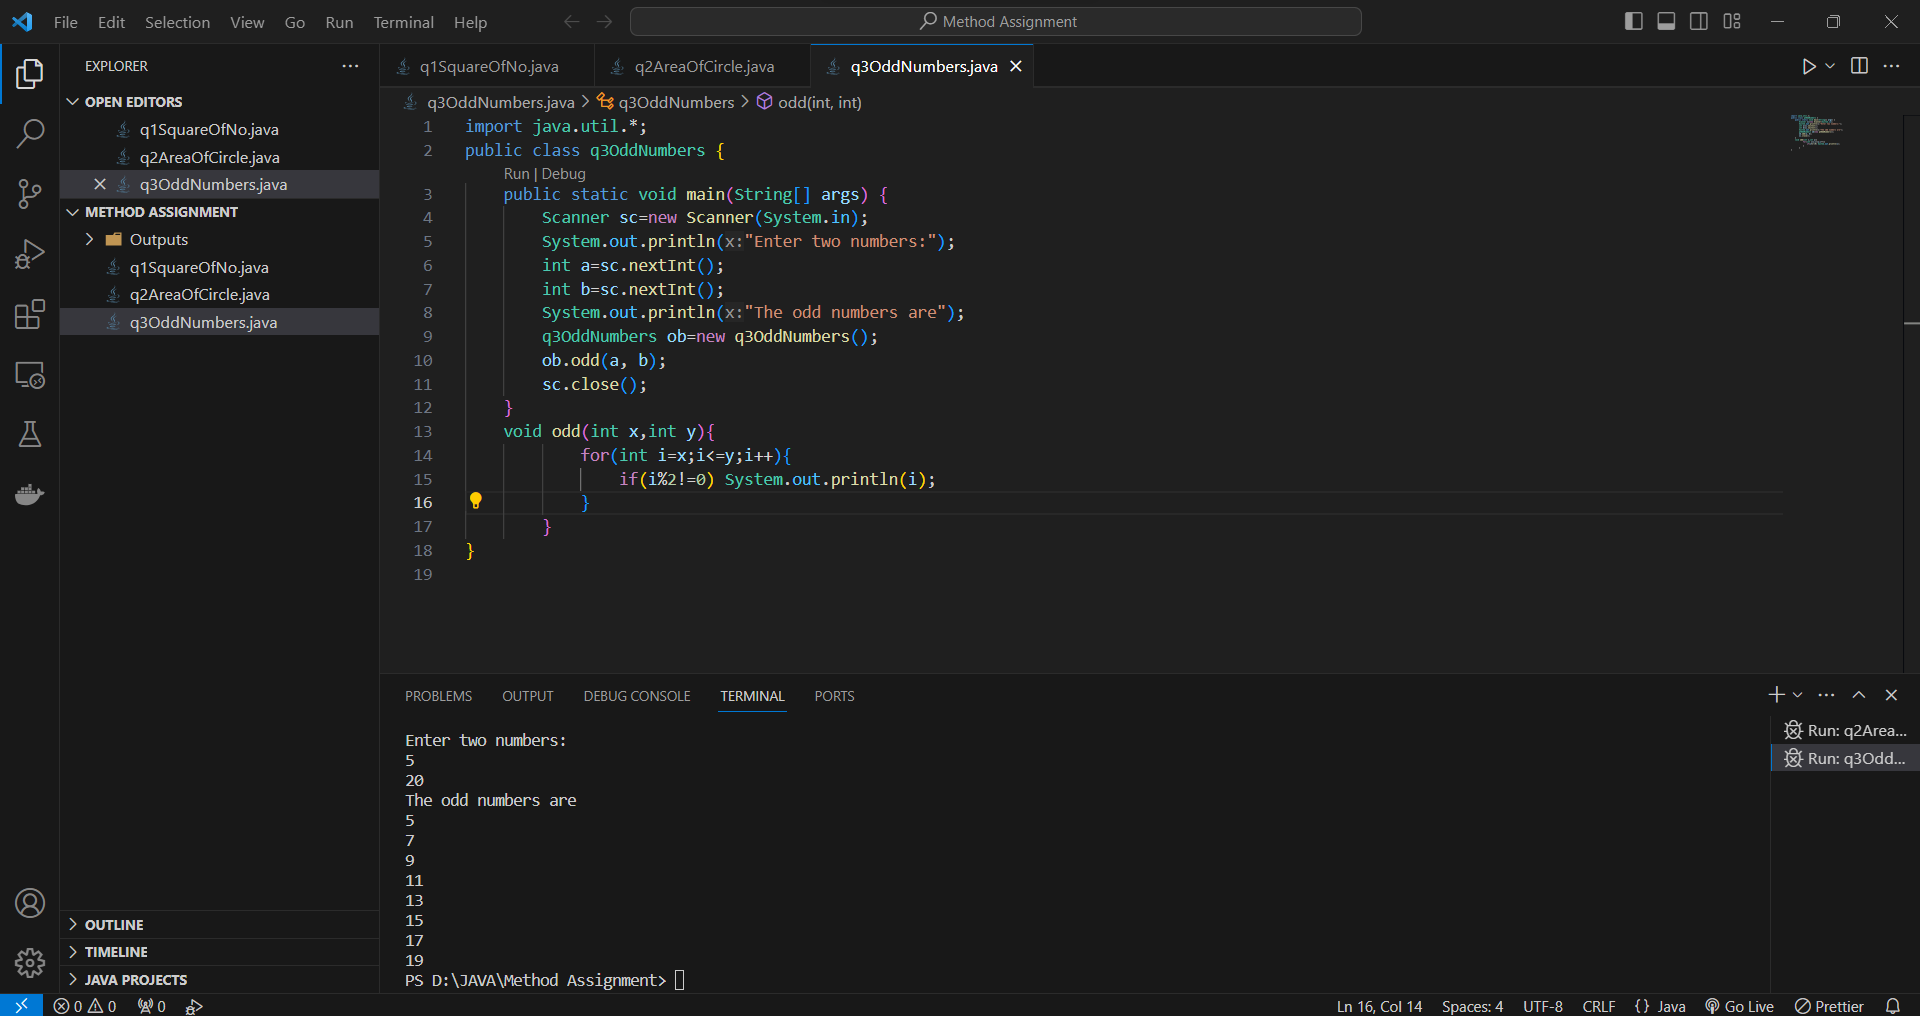 File Edit Selection View Go Run Terminal Help
Method Assignment
EXPLORER
OPEN EDITORS
q1SquareOfNo.java
q2AreaOfCircle.java
q3OddNumbers.java
METHOD ASSIGNMENT
Outputs
q1SquareOfNo.java
q2AreaOfCircle.java
q3OddNumbers.java
OUTLINE
TIMELINE
JAVA PROJECTS
q1SquareOfNo.java q2AreaOfCircle.java q3OddNumbers.java
q3OddNumbers.java > q3OddNumbers > odd(int, int)
1 import java.util.*;
2 public class q3OddNumbers {
Run | Debug
3 public static void main(String[] args) {
4 Scanner sc=new Scanner(System.in);
5 System.out.println(x:"Enter two numbers:");
6 int a=sc.nextInt();
7 int b=sc.nextInt();
8 System.out.println(x:"The odd numbers are");
9 q3OddNumbers ob=new q3OddNumbers();
10 ob.odd(a, b);
11 sc.close();
12 }
13 void odd(int x,int y){
14 for(int i=x;i<=y;i++){
15 if(i%2!=0) System.out.println(i);
16 }
17 }
18 }
19
PROBLEMS OUTPUT DEBUG CONSOLE TERMINAL PORTS
Enter two numbers:
5
20
The odd numbers are
5
7
9
11
13
15
17
19
PS D:\JAVA\Method Assignment>
Run: q2Area...
Run: q3Odd...
0 0 0 Ln 16, Col 14 Spaces: 4 UTF-8 CRLF {} Java Go Live Prettier